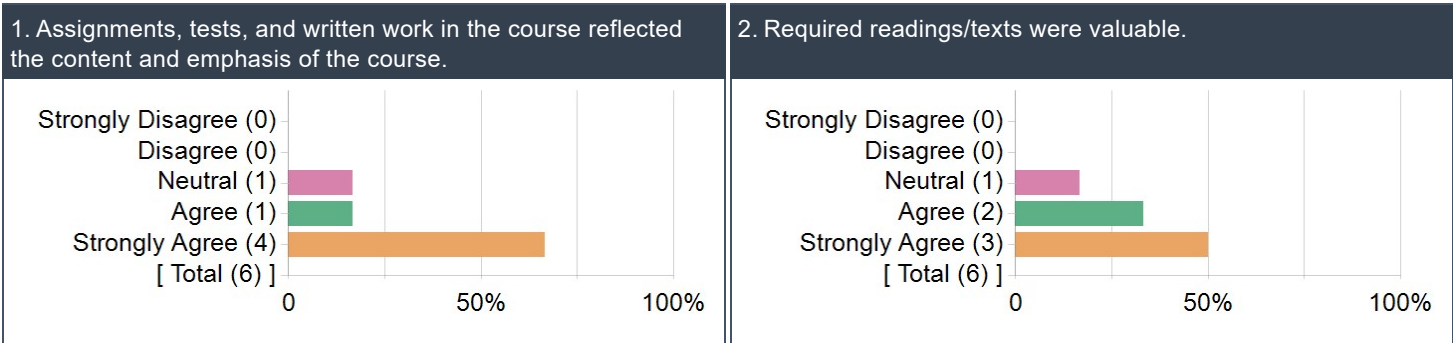 1. Assignments, tests, and written work in the course reflected
the content and emphasis of the course.
Strongly Disagree (0)
Disagree (0)
Neutral (1)
Agree (1)
Strongly Agree (4)
[ Total (6) ]
0 50% 100%
2. Required readings/texts were valuable.
Strongly Disagree (0)
Disagree (0)
Neutral (1)
Agree (2)
Strongly Agree (3)
[ Total (6) ]
0 50% 100%